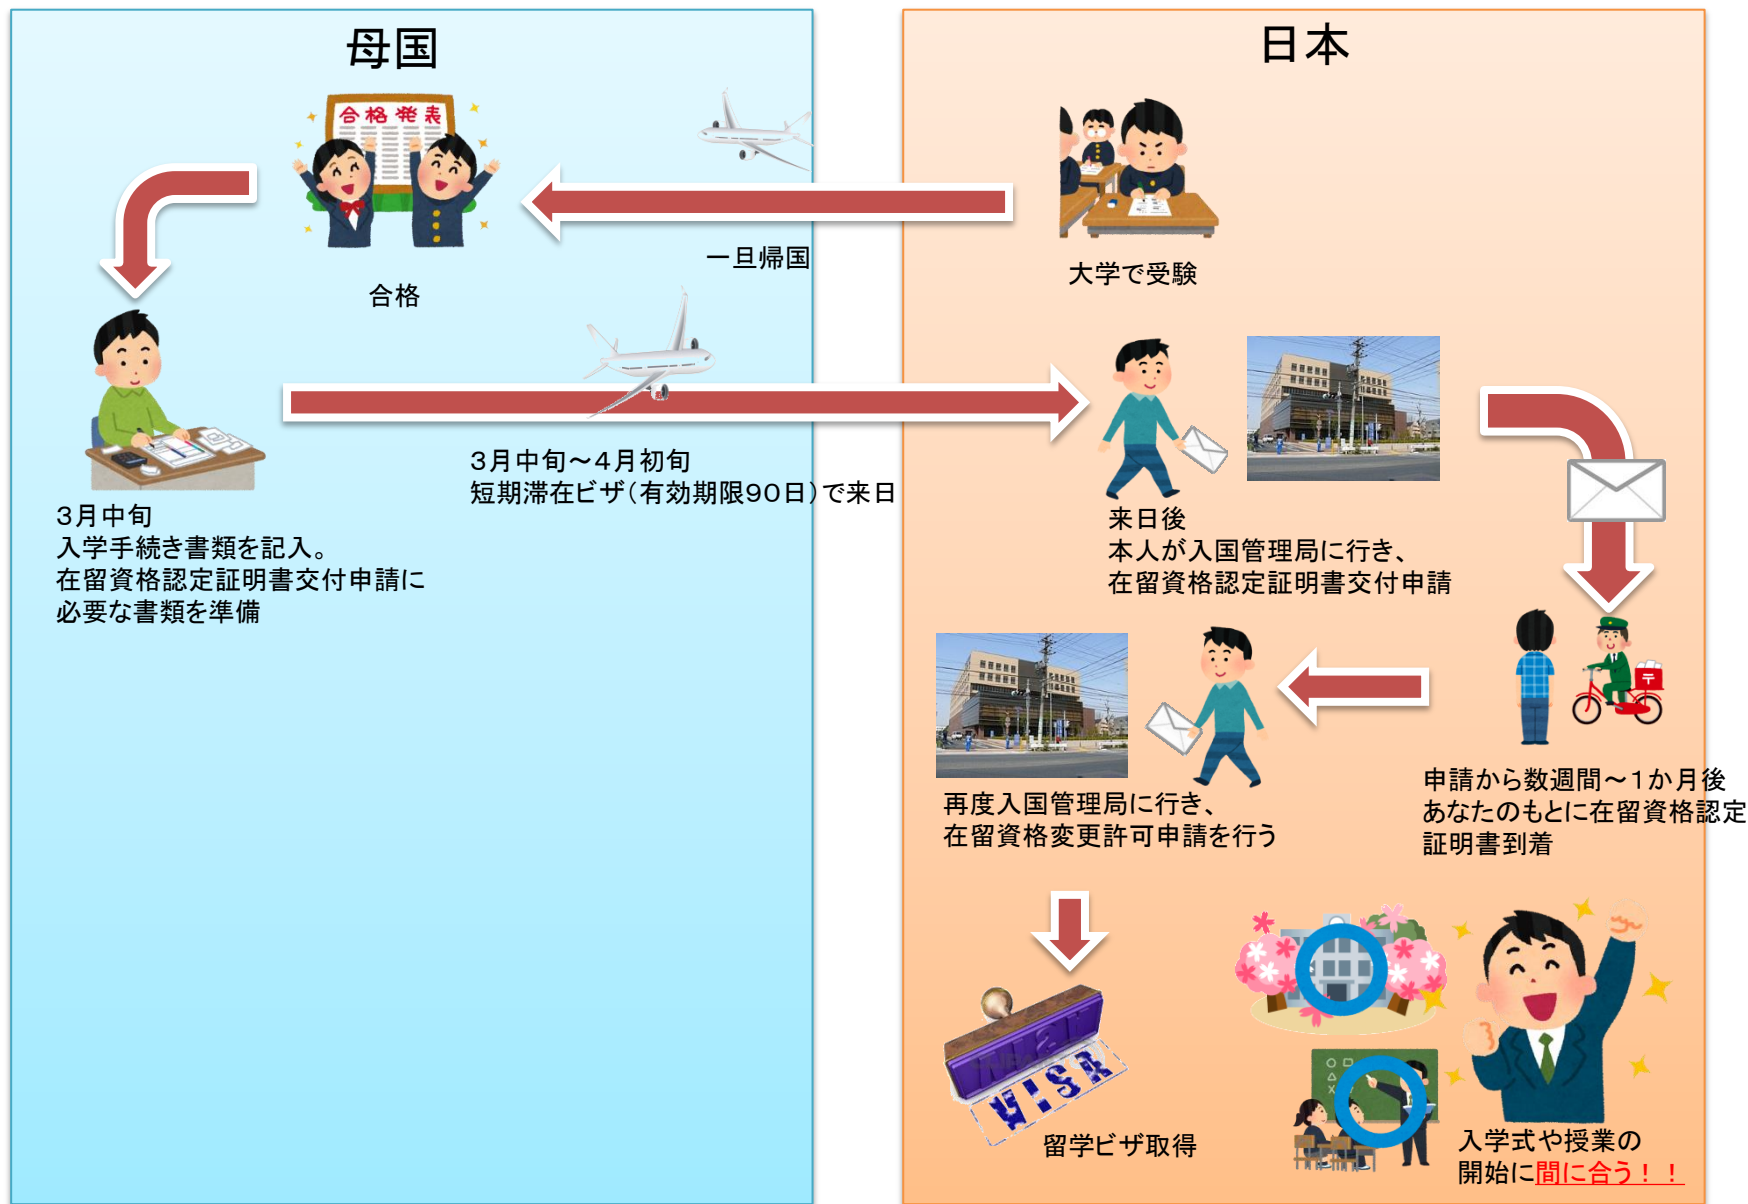 母国
日本
合格発表
大学で受験
一旦帰国
合格
3月中旬
入学手続き書類を記入。
在留資格認定証明書交付申請に
必要な書類を準備
3月中旬～4月初旬
短期滞在ビザ（有効期限90日）で来日
来日後
本人が入国管理局に行き、
在留資格認定証明書交付申請
申請から数週間～1か月後
あなたのもとに在留資格認定
証明書到着
〒
再度入国管理局に行き、
在留資格変更許可申請を行う
VISA
留学ビザ取得
入学式や授業の
開始に間に合う！！